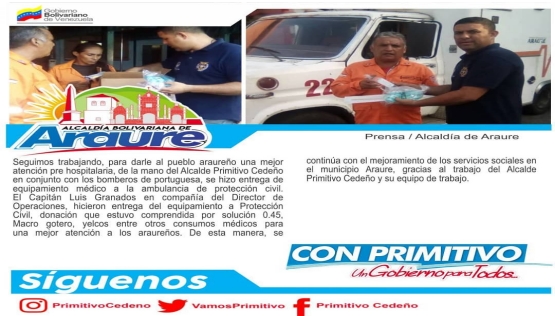 Gobierno
Bolivariano
de Venezuela
22
ALCALDÍA BOLIVARIANA DE
Araure
Prensa / Alcaldía de Araure
Seguimos trabajando, para darle al pueblo araureño una mejor
atención pre hospitalaria, de la mano del Alcalde Primitivo Cedeño
en conjunto con los bomberos de portuguesa, se hizo entrega de
equipamiento médico a la ambulancia de protección civil.
El Capitán Luis Granados en compañía del Director de
Operaciones, hicieron entrega del equipamiento a Protección
Civil, donación que estuvo comprendida por solución 0.45,
Macro gotero, yelcos entre otros consumos médicos para
una mejor atención a los araureños. De esta manera, se
continúa con el mejoramiento de los servicios sociales en
el municipio Araure, gracias al trabajo del Alcalde
Primitivo Cedeño y su equipo de trabajo.
CON PRIMITIVO
Un Gobierno para Todos
Síguenos
PrimitivoCedeno
VamosPrimitivo
Primitivo Cedeño